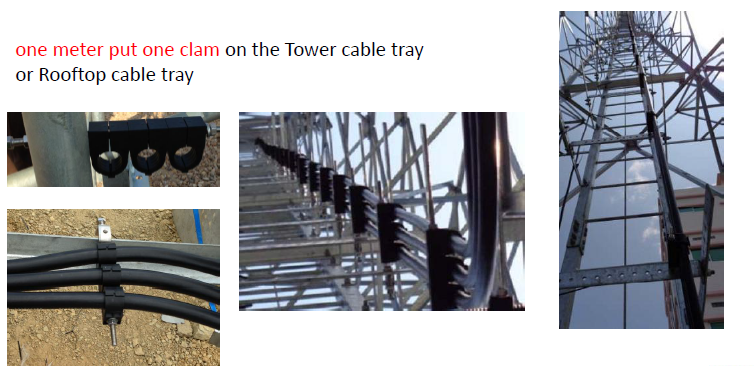 one meter put one clam on the Tower cable tray
or Rooftop cable tray